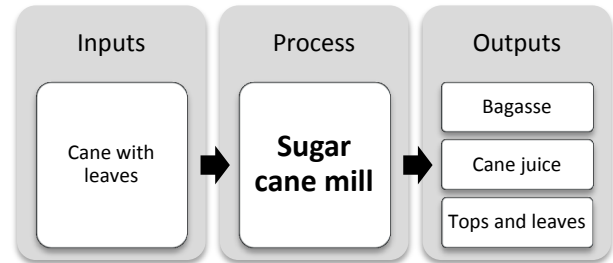 Inputs
Process
Outputs
Cane with
leaves
Sugar
cane mill
Bagasse
Cane juice
Tops and leaves